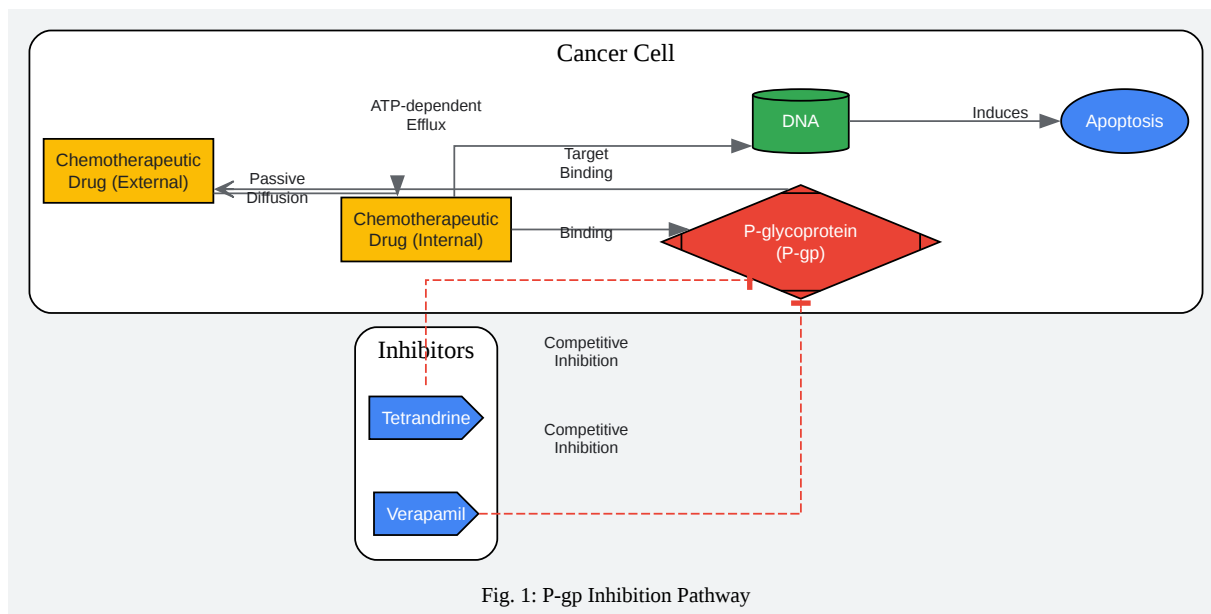 Cancer Cell
ATP-dependent
Efflux
DNA
Induces
Apoptosis
Chemotherapeutic
Drug (External)
Passive
Diffusion
Target
Binding
Chemotherapeutic
Drug (Internal)
Binding
P-glycoprotein
(P-gp)
Inhibitors
Competitive
Inhibition
Tetrandrine
Competitive
Inhibition
Verapamil
Fig. 1: P-gp Inhibition Pathway